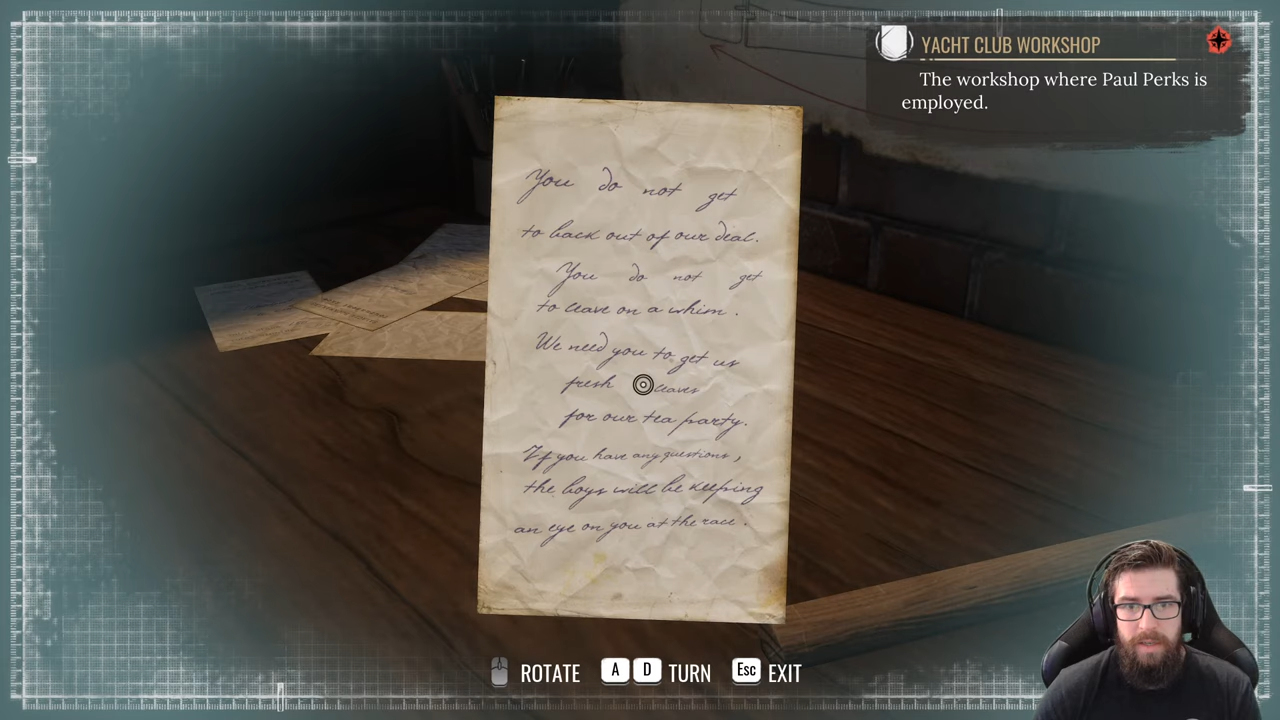 YACHT CLUB WORKSHOP
The workshop where Paul Perks is
employed.
You do not get
to back out of our deal.
You do not get
to leave on a whim.
We need you to get us
fresh leaves
for our tea party.
If you have any questions,
the boys will be keeping
an eye on you at the race.
ROTATE A D TURN Esc EXIT